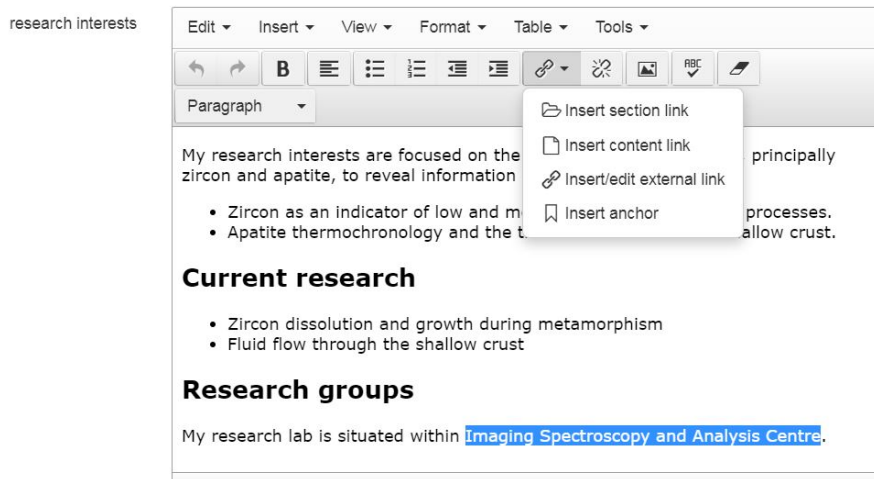 research interests
Edit Insert View Format Table Tools
B ABC
Paragraph
Insert section link
Insert content link
Insert/edit external link
Insert anchor
My research interests are focused on the principally
zircon and apatite, to reveal information
Zircon as an indicator of low and processes.
Apatite thermochronology and the crust.
Current research
Zircon dissolution and growth during metamorphism
Fluid flow through the shallow crust
Research groups
My research lab is situated within Imaging Spectroscopy and Analysis Centre.